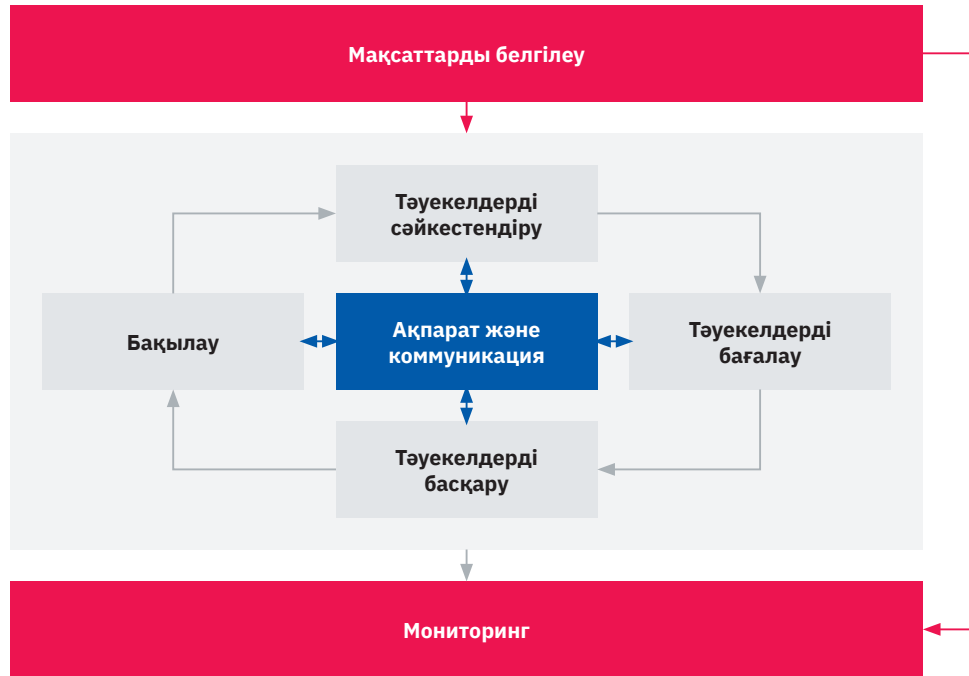 Мақсаттарды белгілеу
Тәуекелдерді
сәйкестендіру
Бақылау
Ақпарат және
коммуникация
Тәуекелдерді
бағалау
Тәуекелдерді
басқару
Мониторинг